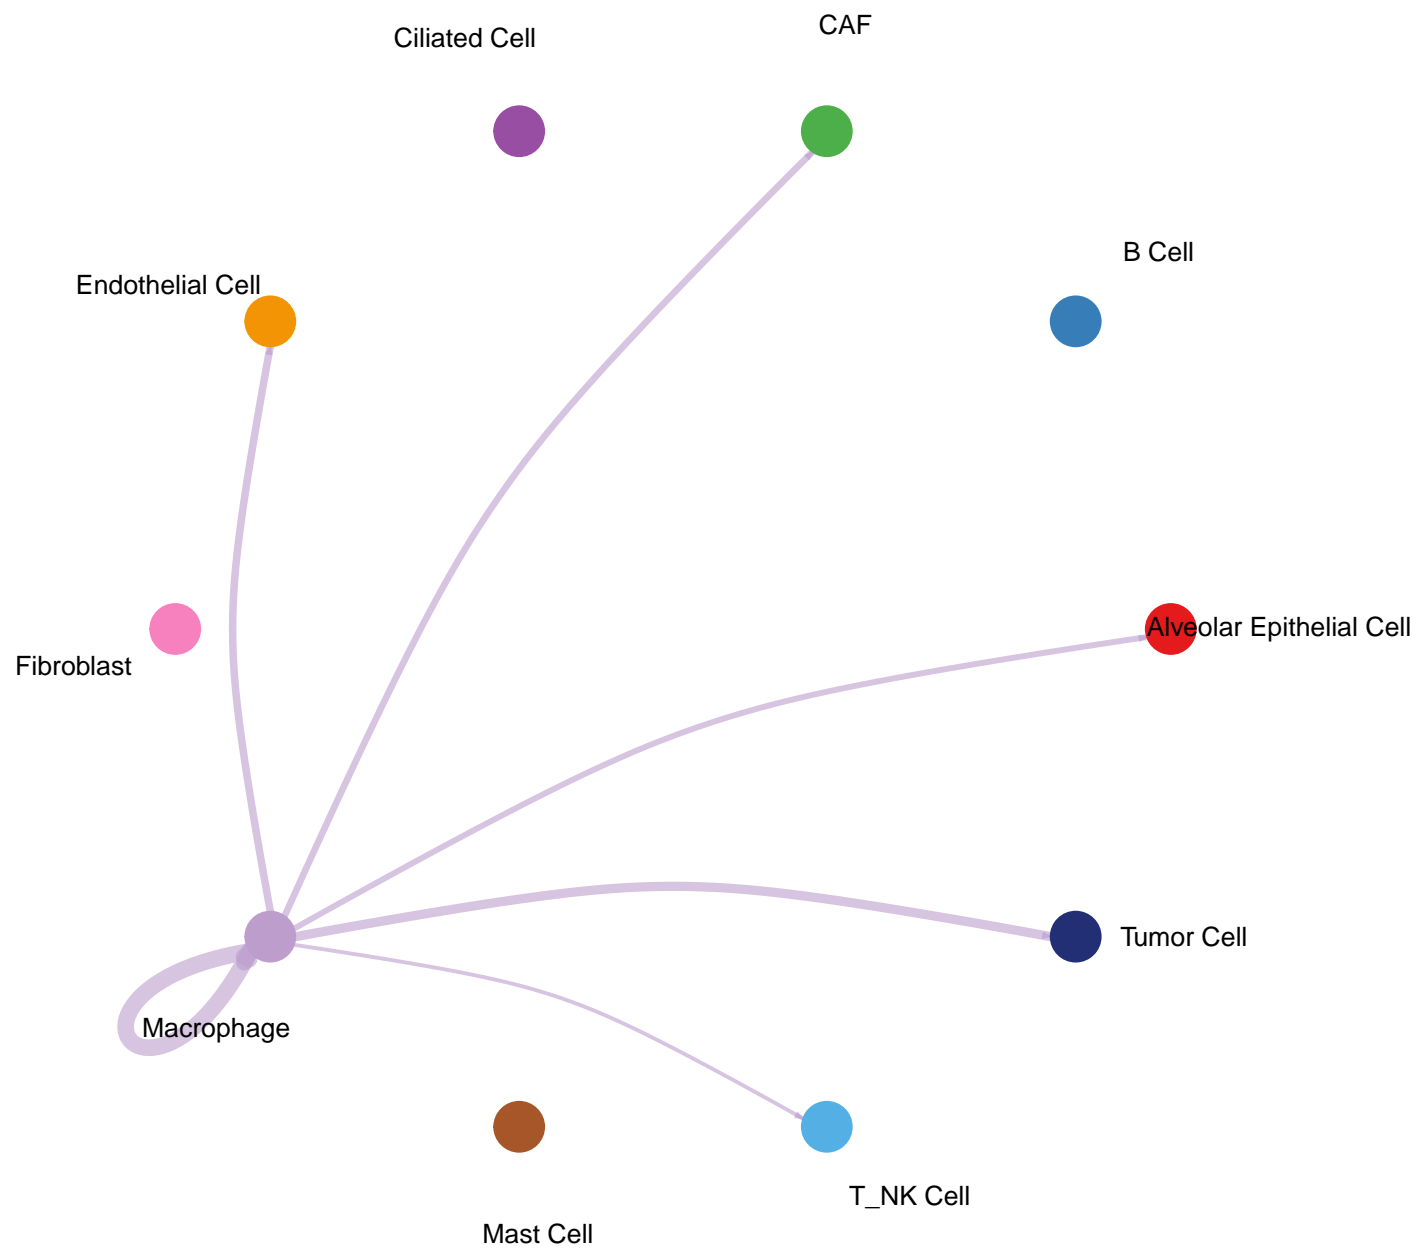 CAF
Ciliated Cell
B Cell
Endothelial Cell
Alveolar Epithelial Cell
Fibroblast
Tumor Cell
Macrophage
T_NK Cell
Mast Cell